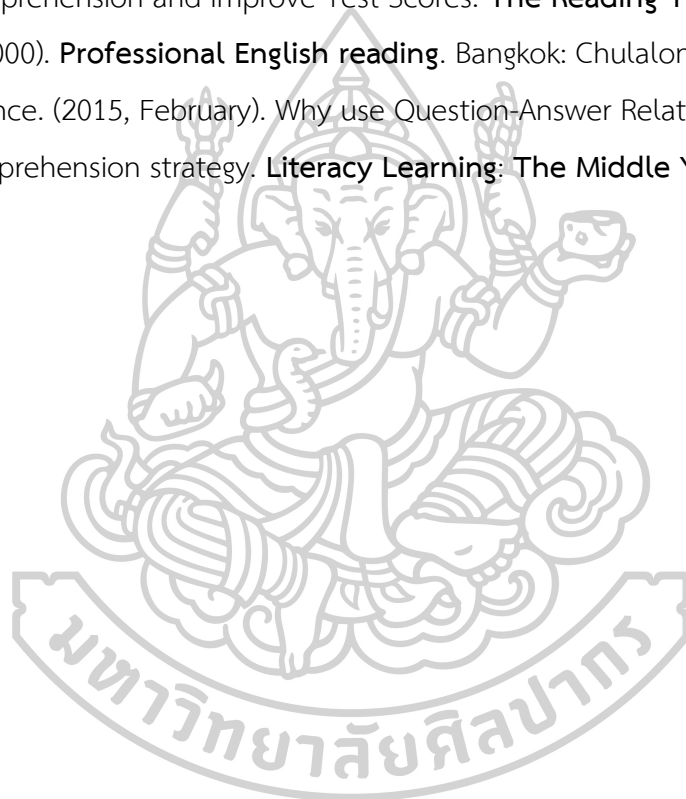 prehension and Improve Test Scores. The Reading T
000). Professional English reading. Bangkok: Chulalon
nce. (2015, February). Why use Question-Answer Relat
prehension strategy. Literacy Learning: The Middle Y
มหาวิทยาลัยศิลปากร